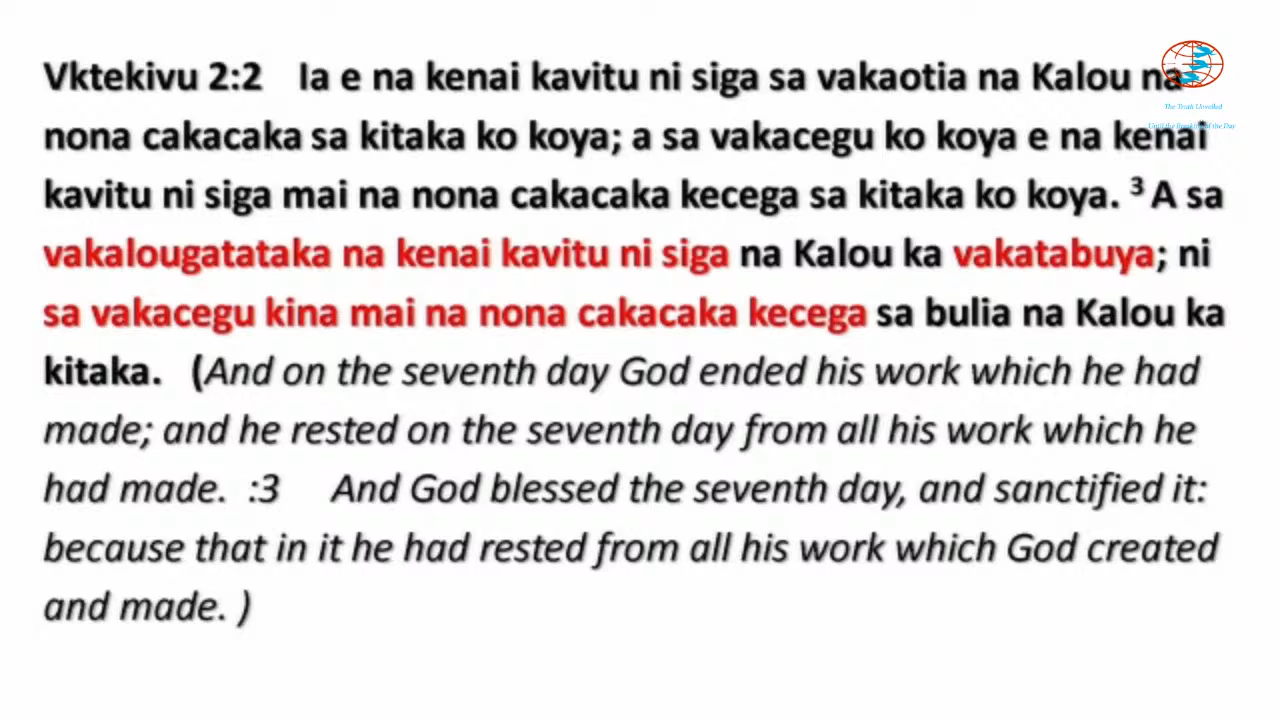 Vktekivu 2:2 Ia e na kenai kavitu ni siga sa vakaotia na Kalou na
nona cakacaka sa kitaka ko koya; a sa vakacegu ko koya e na kenai
kavitu ni siga mai na nona cakacaka kecega sa kitaka ko koya. ³ A sa
vakalougatataka na kenai kavitu ni siga na Kalou ka vakatabuya; ni
sa vakacegu kina mai na nona cakacaka kecega sa bulia na Kalou ka
kitaka. (And on the seventh day God ended his work which he had
made; and he rested on the seventh day from all his work which he
had made. :3 And God blessed the seventh day, and sanctified it:
because that in it he had rested from all his work which God created
and made. )
The Truth Unveiled
Until the Breaking of the Day